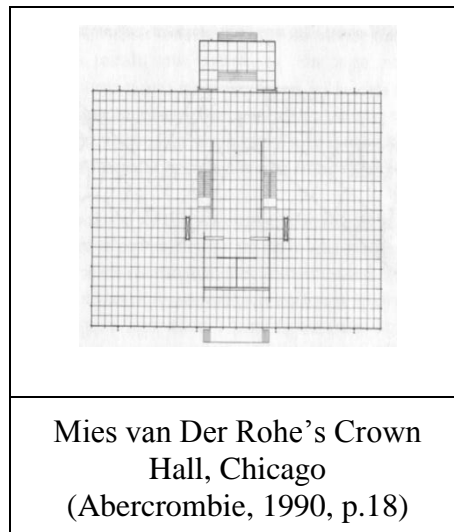 Mies van Der Rohe’s Crown
Hall, Chicago
(Abercrombie, 1990, p.18)